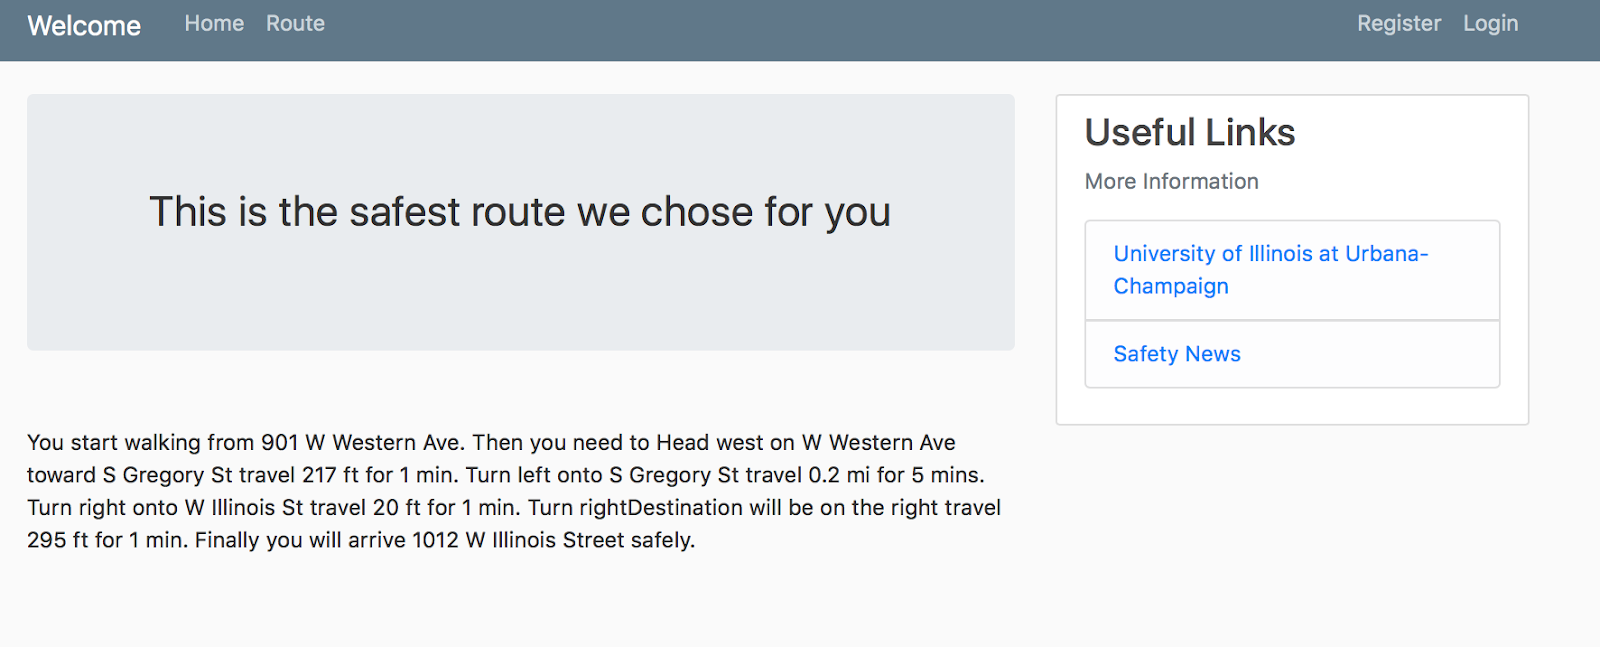 Welcome Home Route Register Login
This is the safest route we chose for you
You start walking from 901 W Western Ave. Then you need to Head west on W Western Ave
toward S Gregory St travel 217 ft for 1 min. Turn left onto S Gregory St travel 0.2 mi for 5 mins.
Turn right onto W Illinois St travel 20 ft for 1 min. Turn rightDestination will be on the right travel
295 ft for 1 min. Finally you will arrive 1012 W Illinois Street safely.
Useful Links
More Information
University of Illinois at Urbana-
Champaign
Safety News